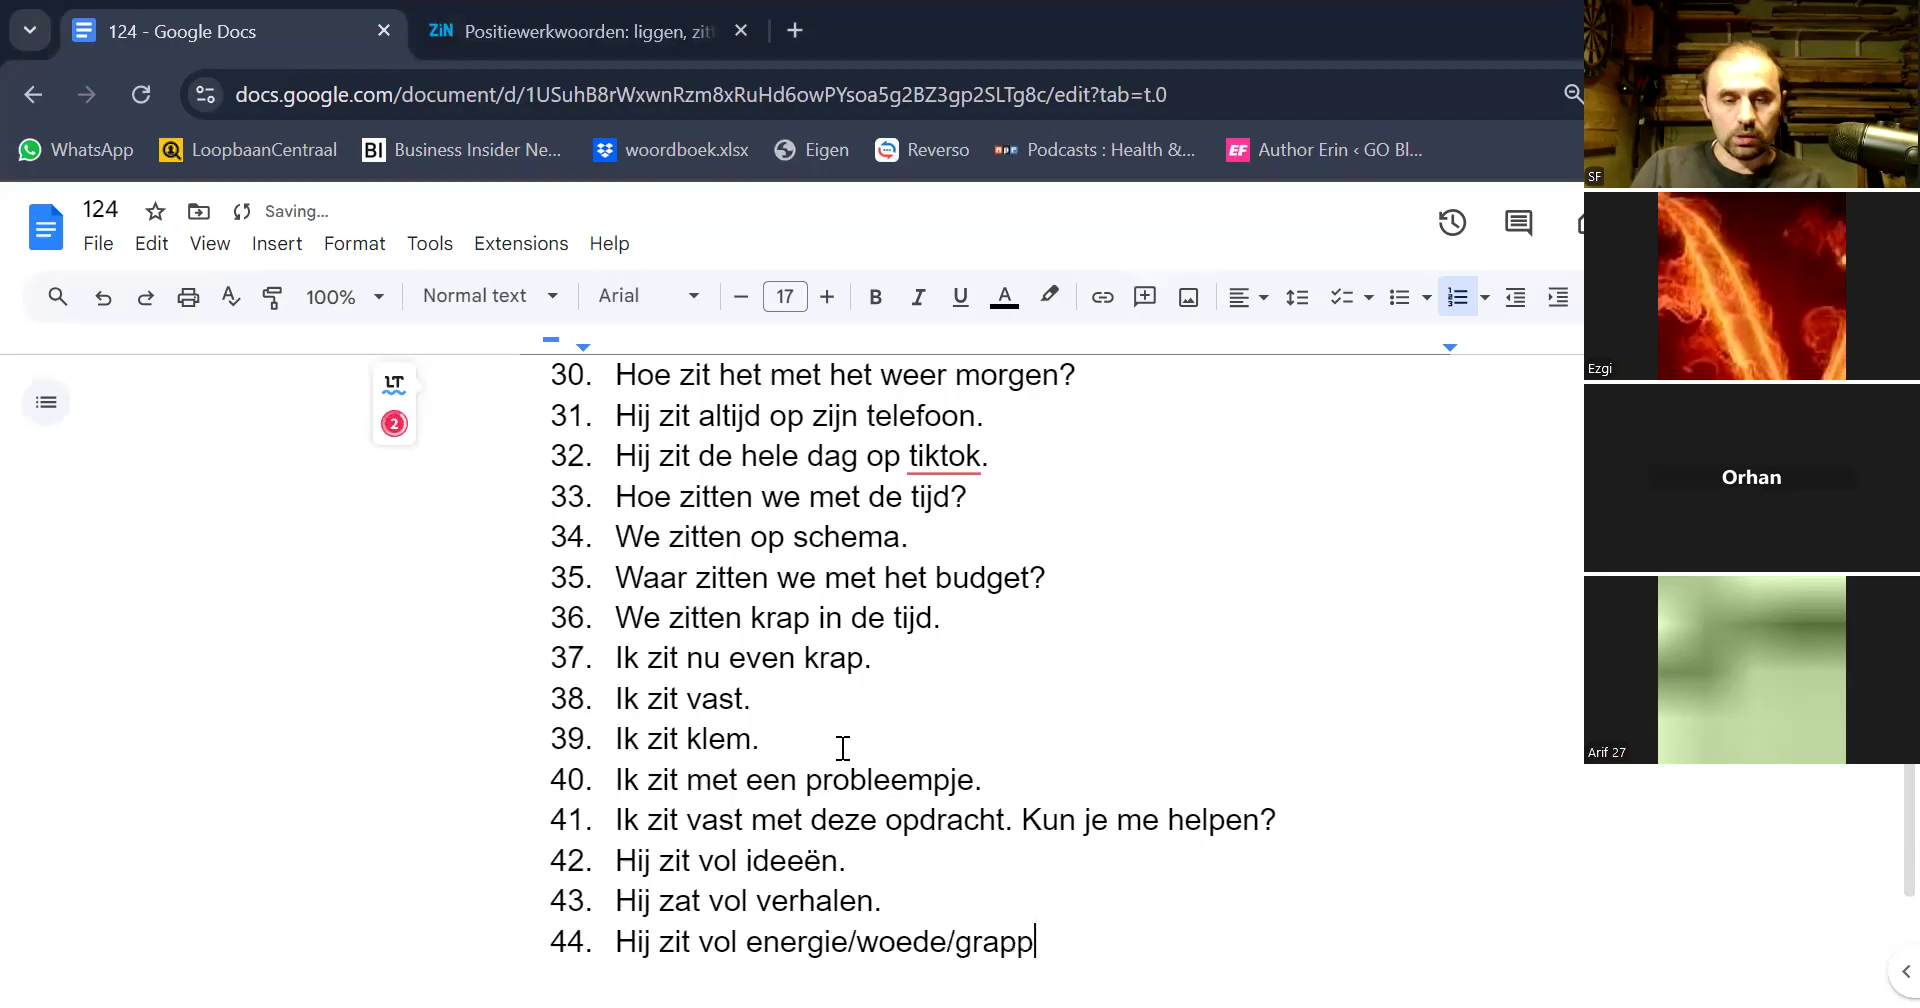 124 - Google Docs
ZiN Positiewerkwoorden: liggen, zit
docs.google.com/document/d/1USuhB8rWxwnRzm8xRuHd6owPYsoa5g2BZ3gp2SLTg8c/edit?tab=t.0
WhatsApp LoopbaanCentraal BI Business Insider Ne... woordboek.xlsx Eigen Reverso npr Podcasts : Health &... EF Author Erin ‹ GO Bl...
SF
124 Saving...
File Edit View Insert Format Tools Extensions Help
100% Normal text Arial 17 B I U A
LT
2
30. Hoe zit het met het weer morgen?
31. Hij zit altijd op zijn telefoon.
32. Hij zit de hele dag op tiktok.
33. Hoe zitten we met de tijd?
34. We zitten op schema.
35. Waar zitten we met het budget?
36. We zitten krap in de tijd.
37. Ik zit nu even krap.
38. Ik zit vast.
39. Ik zit klem.
40. Ik zit met een probleempje.
41. Ik zit vast met deze opdracht. Kun je me helpen?
42. Hij zit vol ideeën.
43. Hij zat vol verhalen.
44. Hij zit vol energie/woede/grapp
Ezgi
Orhan
Arif 27